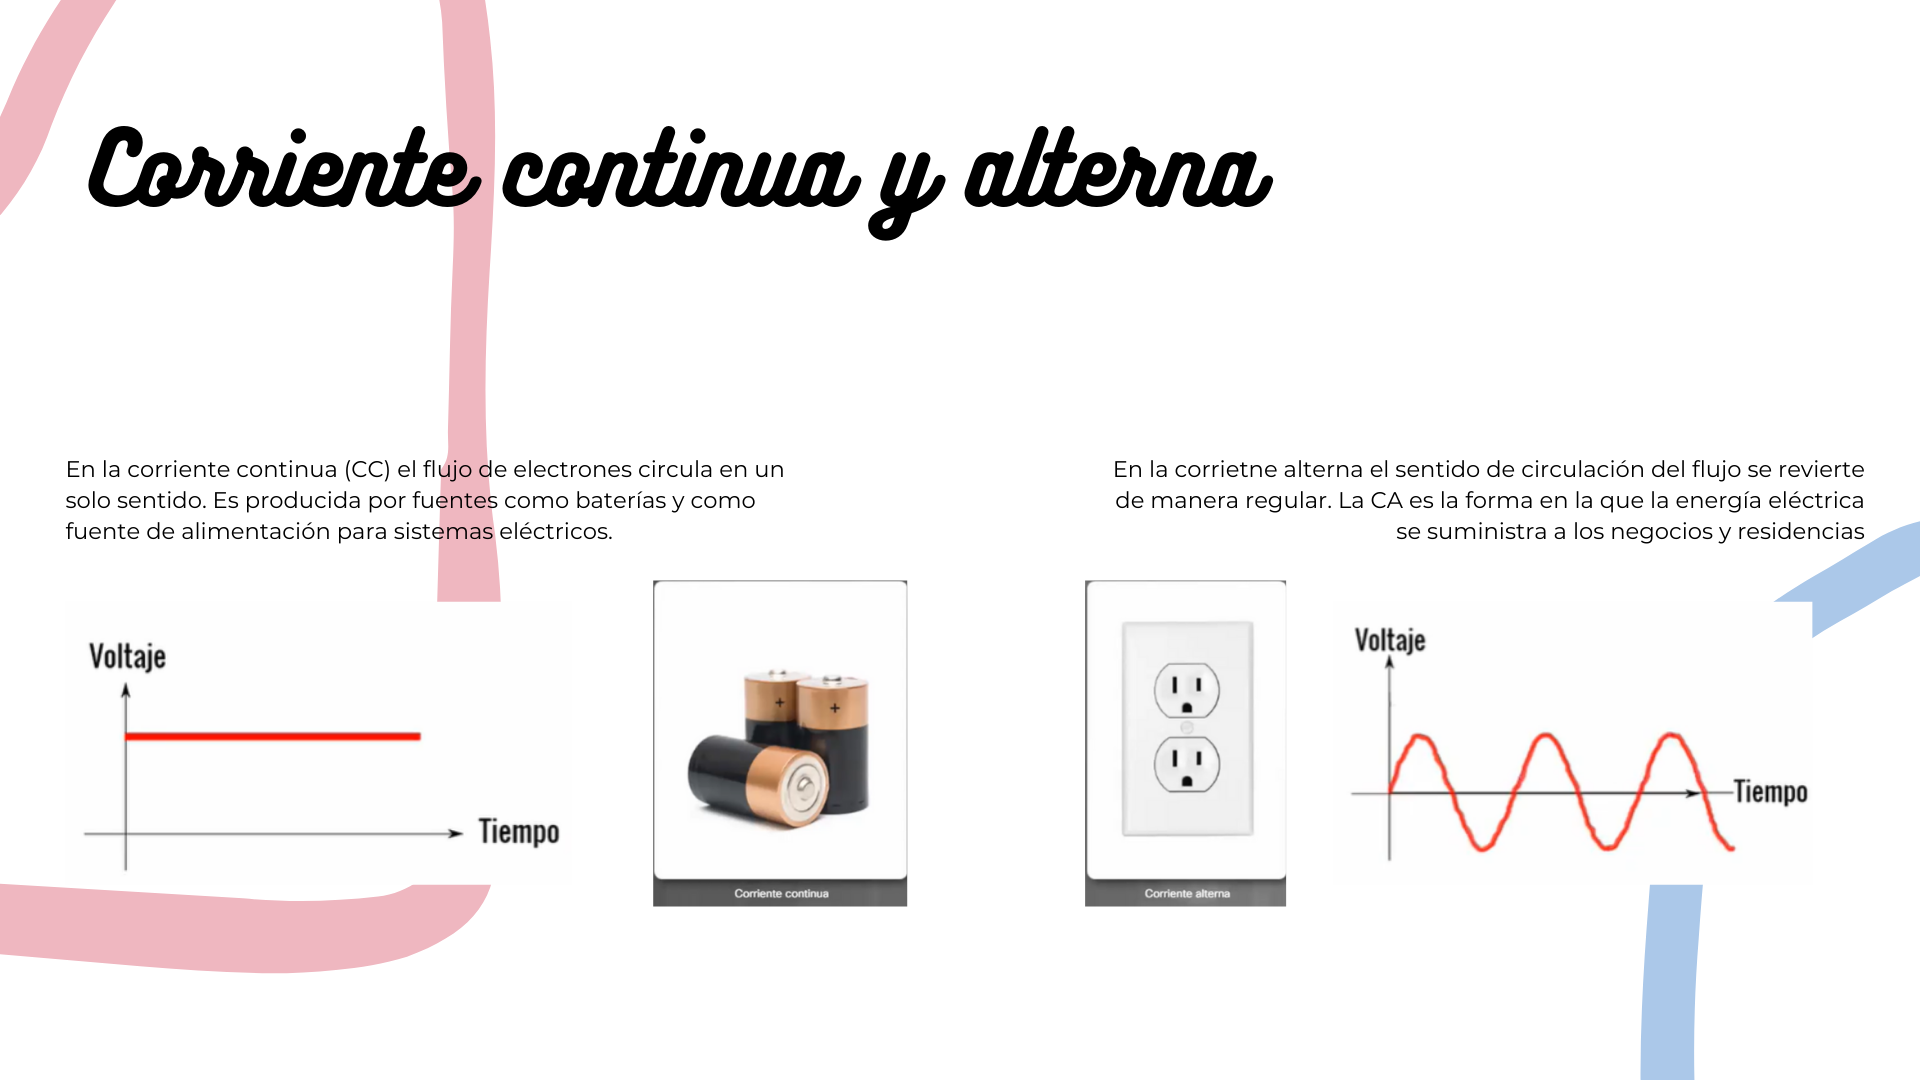 Corriente continua y alterna
En la corriente continua (CC) el flujo de electrones circula en un
solo sentido. Es producida por fuentes como baterías y como
fuente de alimentación para sistemas eléctricos.
En la corrietne alterna el sentido de circulación del flujo se revierte
de manera regular. La CA es la forma en la que la energía eléctrica
se suministra a los negocios y residencias
Voltaje
Tiempo
+ +
Corriente continua
Corriente alterna
Voltaje
Tiempo